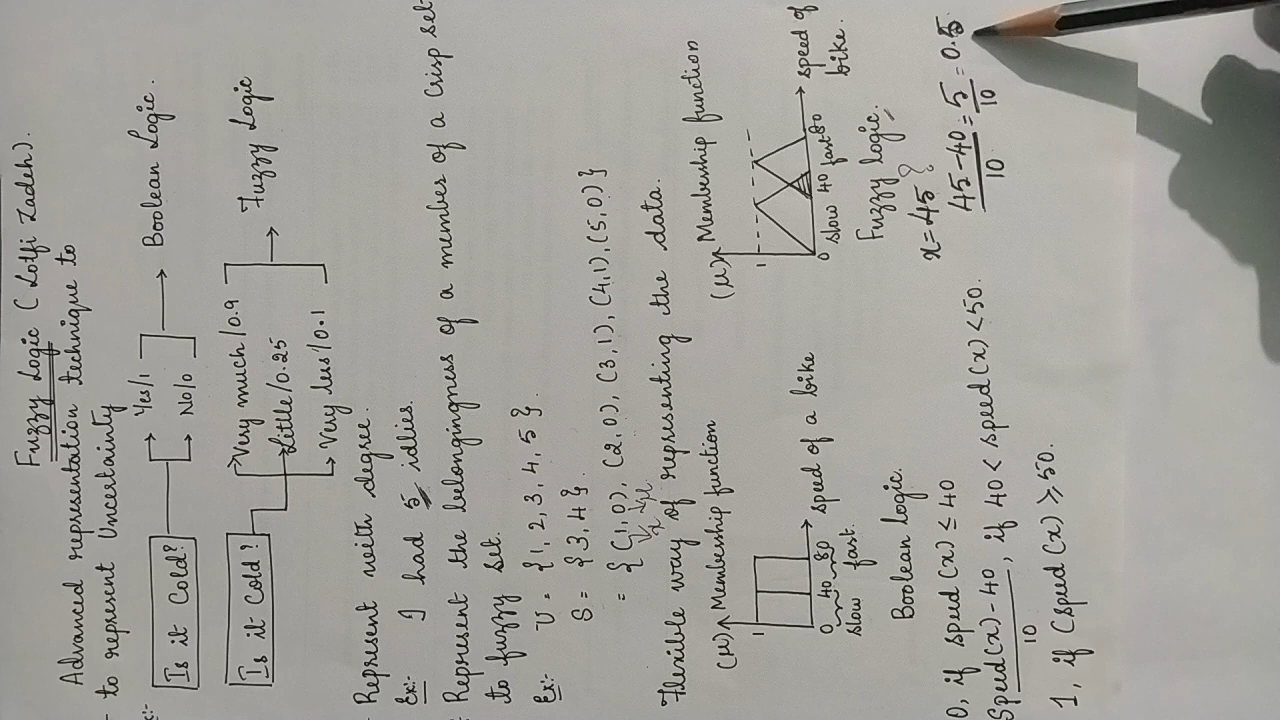 Fuzzy Logic (Lotfi Zadeh).
Advanced representation technique to
- to represent Uncertainty
Ex:-
Is it Cold?
Yes/1
No/0
Boolean Logic.
Is it Cold?
Very much/0.9
Little/0.25
Very less/0.1
Fuzzy Logic
- Represent with degree.
Ex:- I had 5 idlies.
- Represent the belongingness of a member of a Crisp set
to fuzzy set.
Ex:- U = {1, 2, 3, 4, 5}.
S = {3, 4}.
= {(1,0), (2,0), (3,1), (4,1), (5,0)}
x
Flexible way of representing the data.
(μ) Membership function
1
0 40 80
slow fast.
speed of a bike
Boolean logic.
(μ) Membership function
1
0 slow 40 fast 80
speed of
bike.
Fuzzy logic.
0, if speed (x) ≤ 40
Speed(x) - 40 / 10, if 40 < speed(x) < 50.
1, if (speed(x) ≥ 50.
x = 45?
45-40 / 10 = 5 / 10 = 0.5.